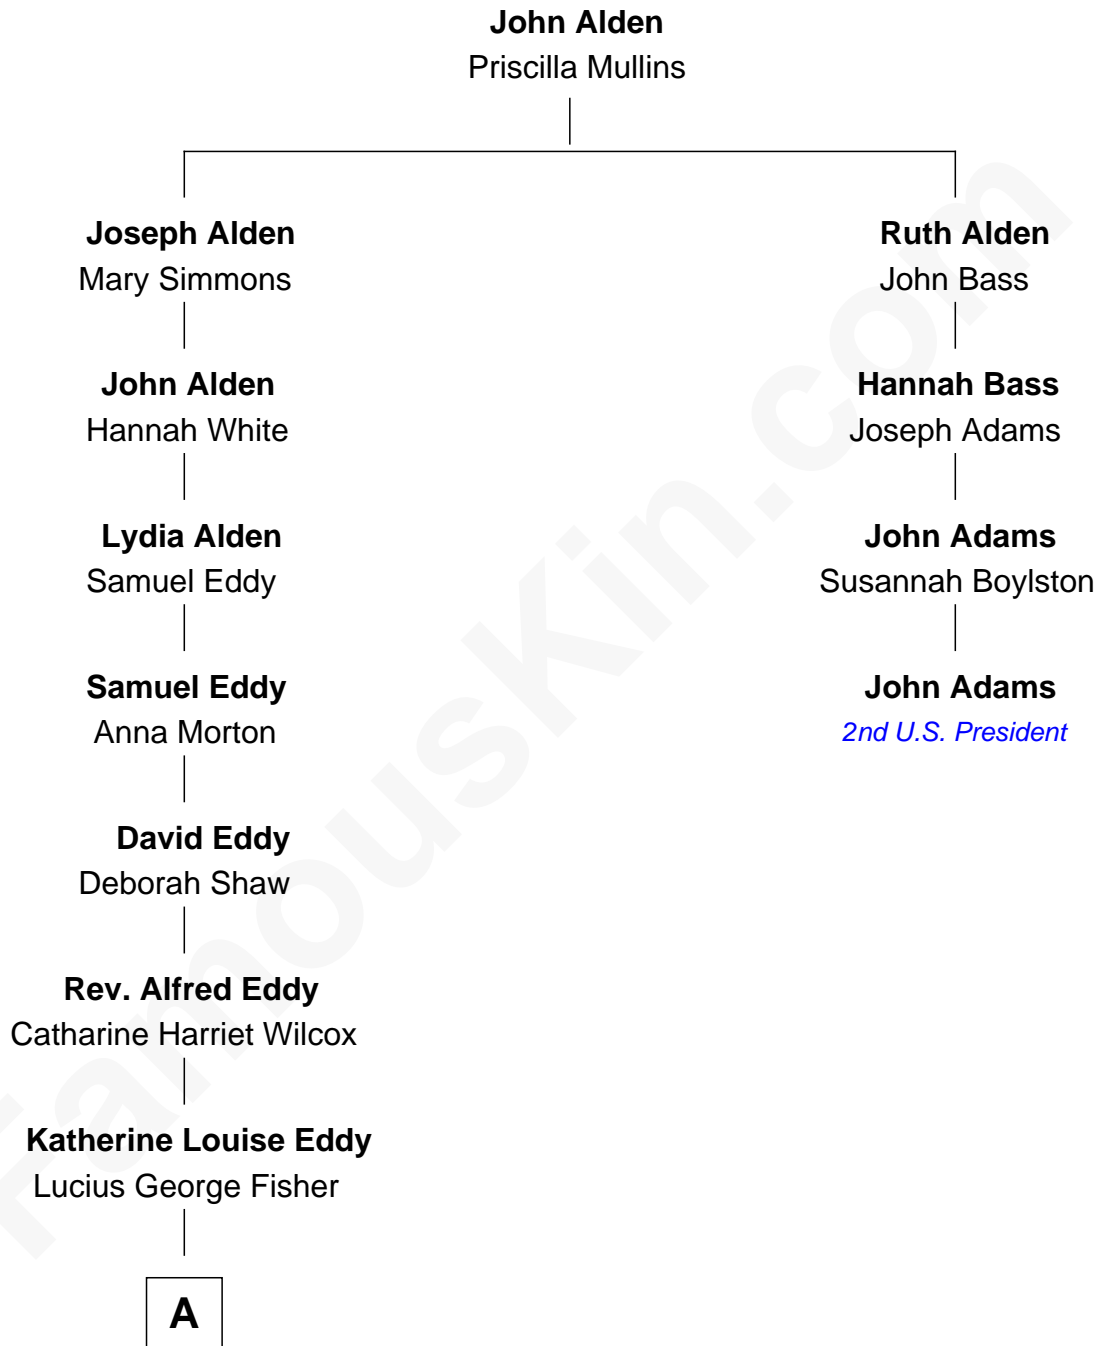 John Alden
Priscilla Mullins
Joseph Alden
Mary Simmons
Ruth Alden
John Bass
John Alden
Hannah White
Hannah Bass
Joseph Adams
Lydia Alden
Samuel Eddy
John Adams
Susannah Boylston
Samuel Eddy
Anna Morton
John Adams
2nd U.S. President
David Eddy
Deborah Shaw
Rev. Alfred Eddy
Catharine Harriet Wilcox
Katherine Louise Eddy
Lucius George Fisher
A
FamousKin.com